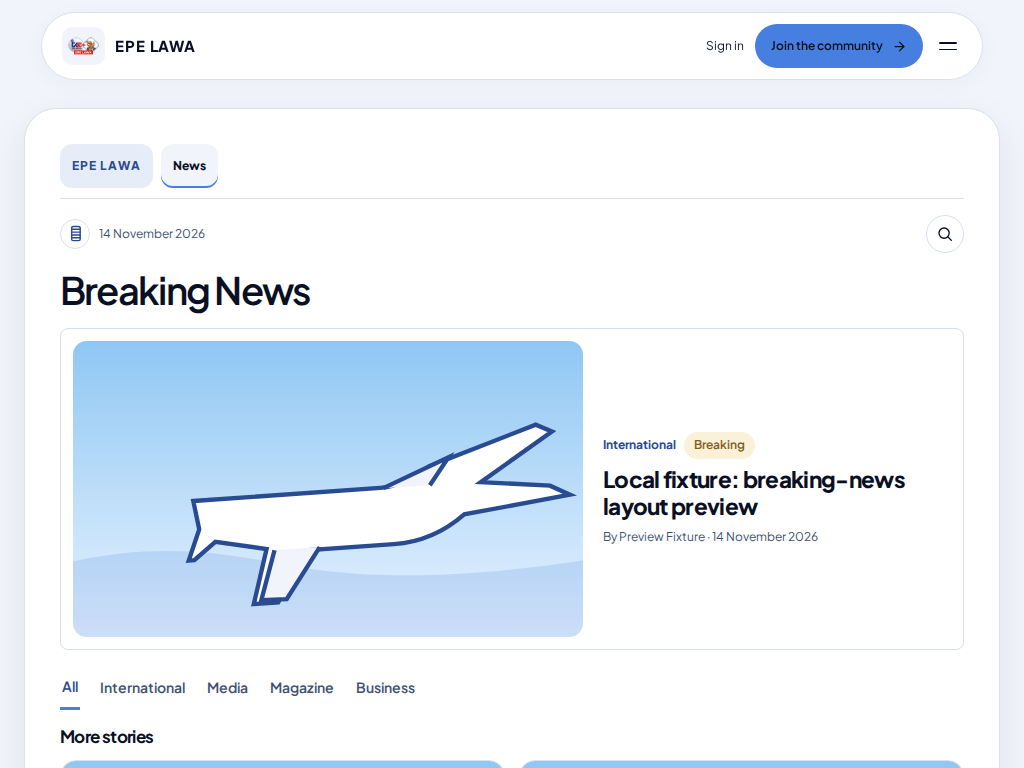 EPE LAWA
Sign in
Join the community
EPE LAWA
News
14 November 2026
Breaking News
International
Breaking
Local fixture: breaking-news
layout preview
By Preview Fixture · 14 November 2026
All
International
Media
Magazine
Business
More stories